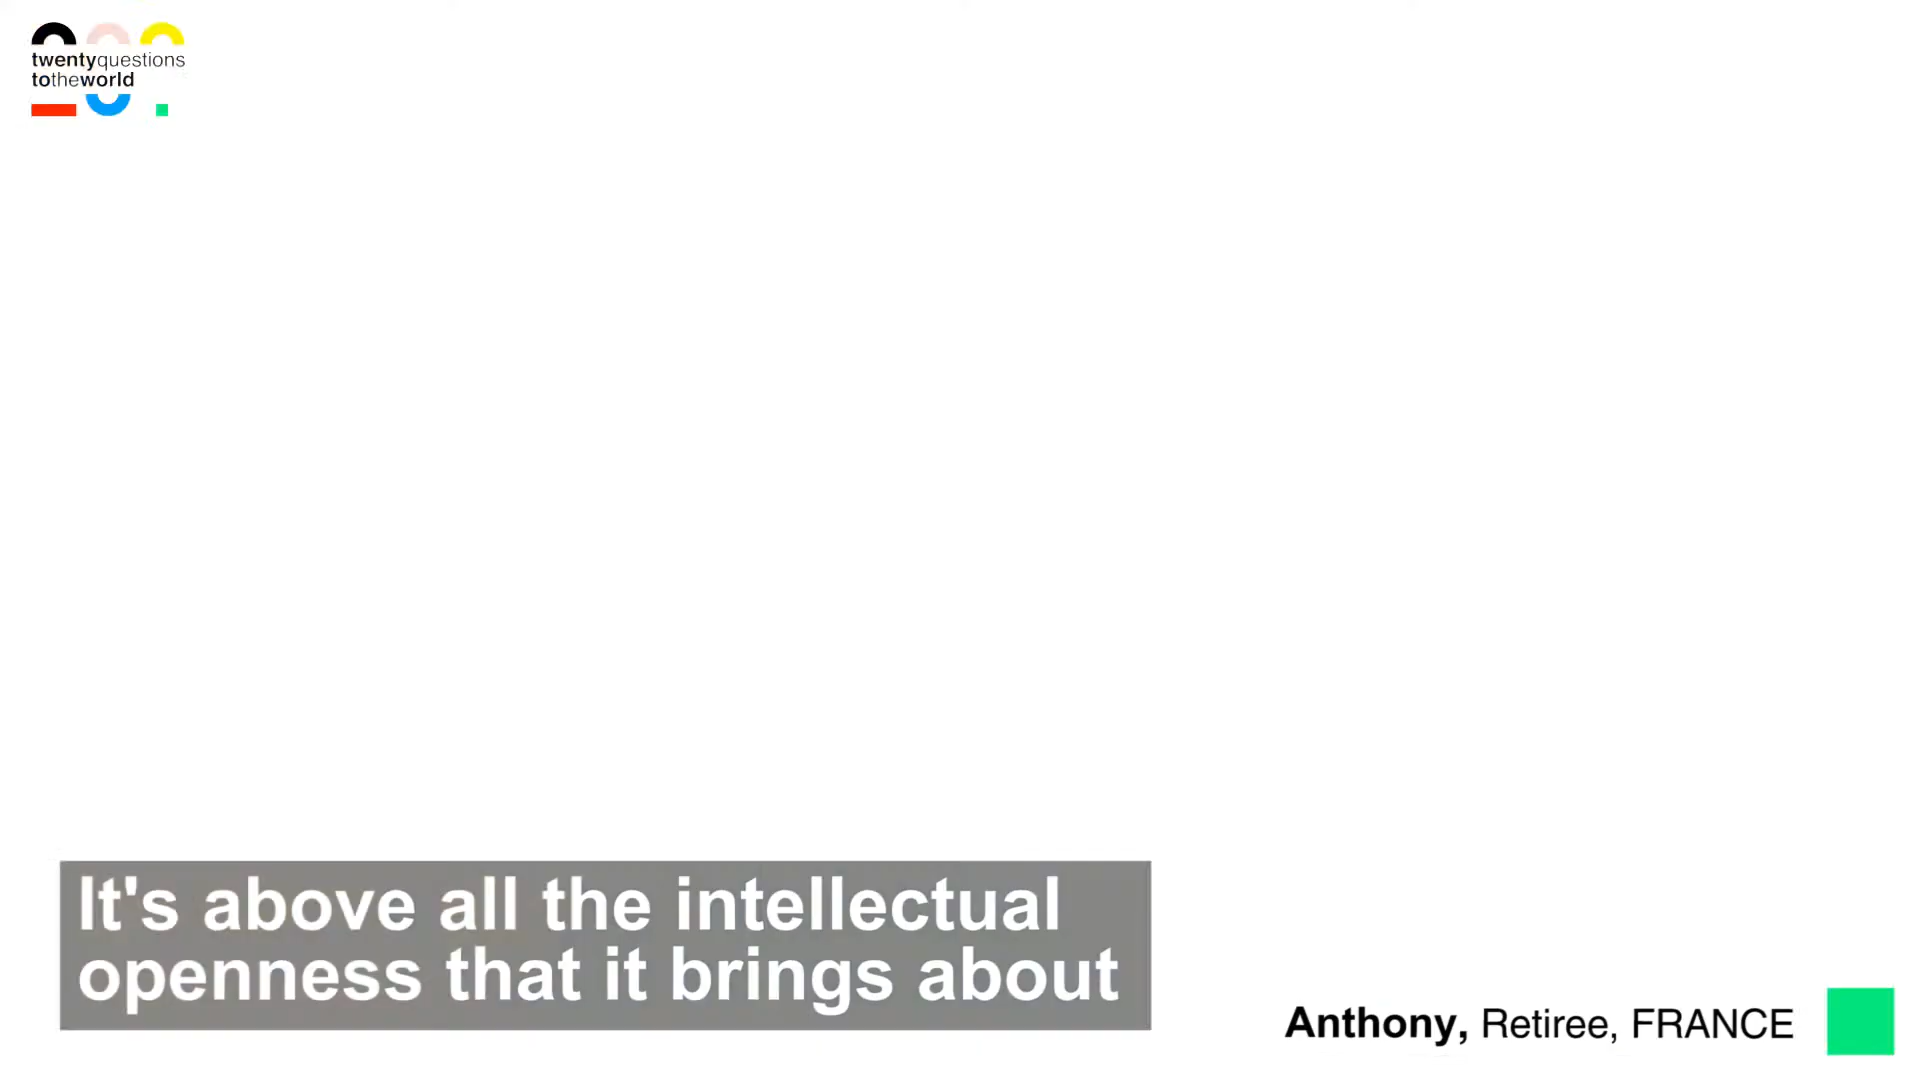 twentyquestions
totheworld
It's above all the intellectual
openness that it brings about
Anthony, Retiree, FRANCE